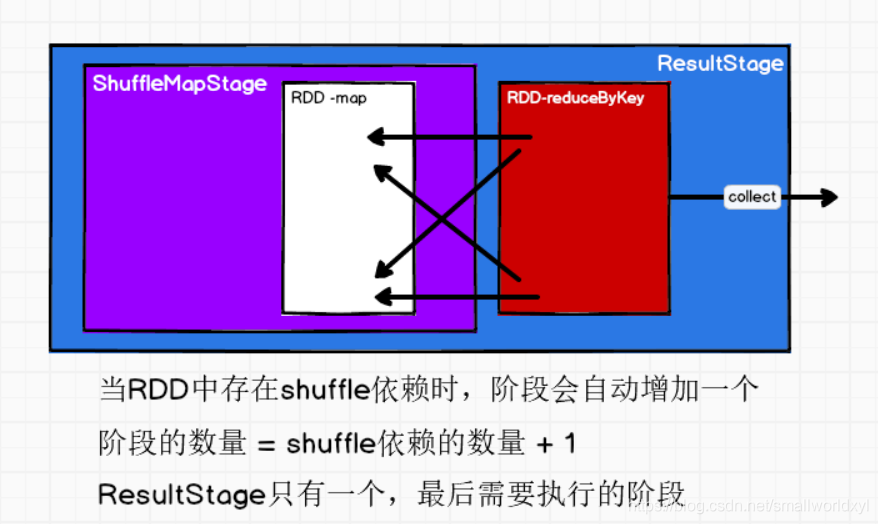 ResultStage
ShuffleMapStage
RDD -map
RDD-reduceByKey
collect
当RDD中存在shuffle依赖时，阶段会自动增加一个
阶段的数量 = shuffle依赖的数量 + 1
ResultStage只有一个，最后需要执行的阶段
https://blog.csdn.net/smallworldxyl